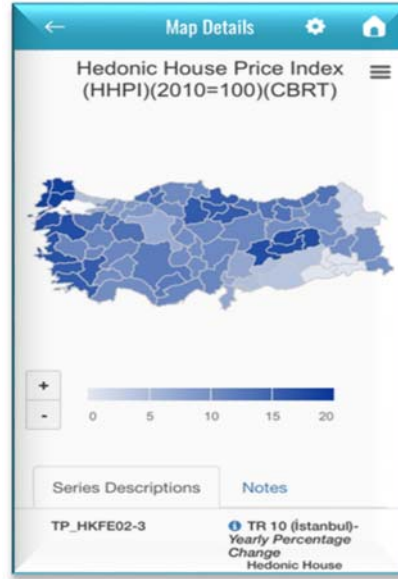 Map Details
Hedonic House Price Index
(HHPI)(2010=100)(CBRT)
+
-
0 5 10 15 20
Series Descriptions Notes
TP_HKFE02-3 TR 10 (İstanbul)-
Yearly Percentage
Change
Hedonic House